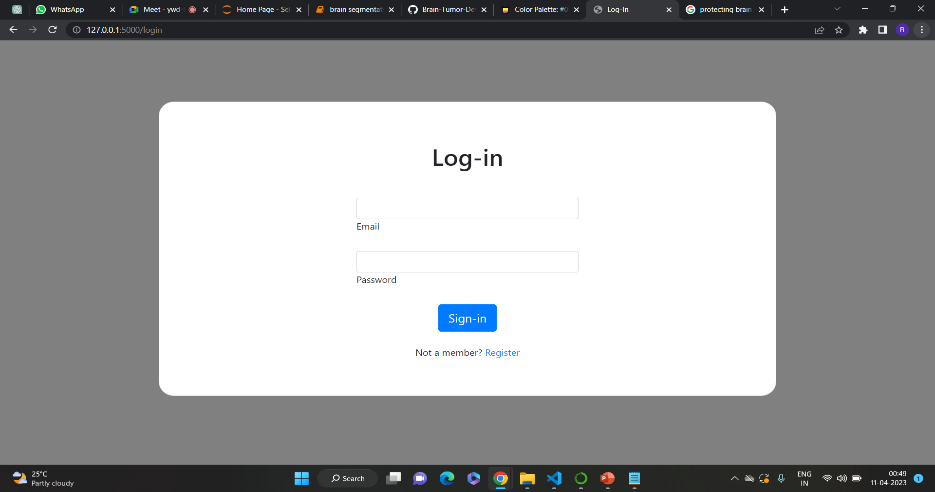 WhatsApp
Meet - ywd
Home Page - Sel
brain segmentat
Brain-Tumor-De
Color Palette: #0
Log-In
protecting brain
127.0.0.1:5000/login
R
Log-in
Email
Password
Sign-in
Not a member? Register
25°C
Partly cloudy
Search
ENG
IN
00:49
11-04-2023
1